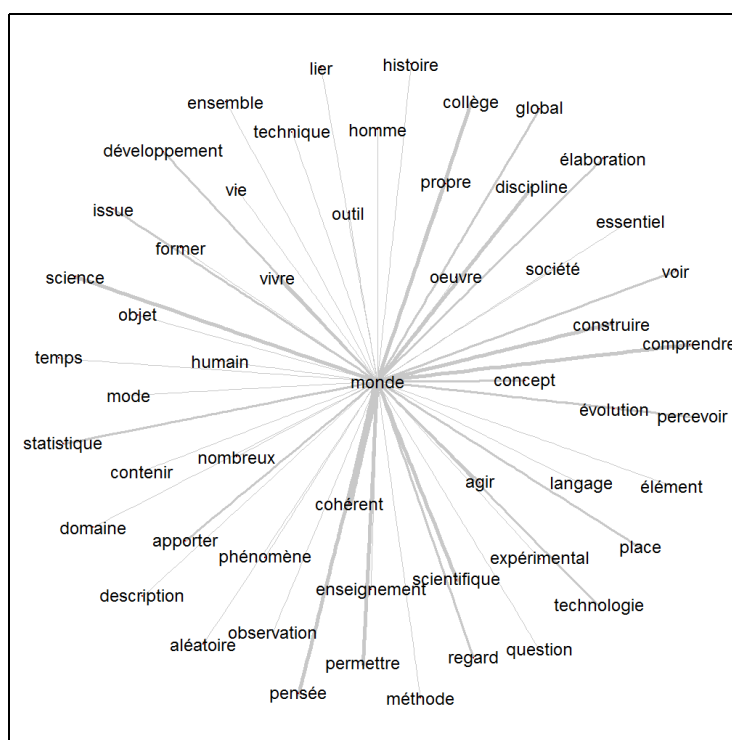 histoire
lier
collège
ensemble
global
technique
homme
développement
élaboration
propre
discipline
vie
issue
outil
essentiel
former
société
voir
science
vivre
oeuvre
objet
construire
comprendre
temps
humain
monde
concept
mode
évolution
percevoir
statistique
nombreux
contenir
agir
langage
élément
cohérent
domaine
apporter
place
phénomène
expérimental
scientifique
enseignement
description
technologie
observation
aléatoire
question
regard
permettre
pensée
méthode